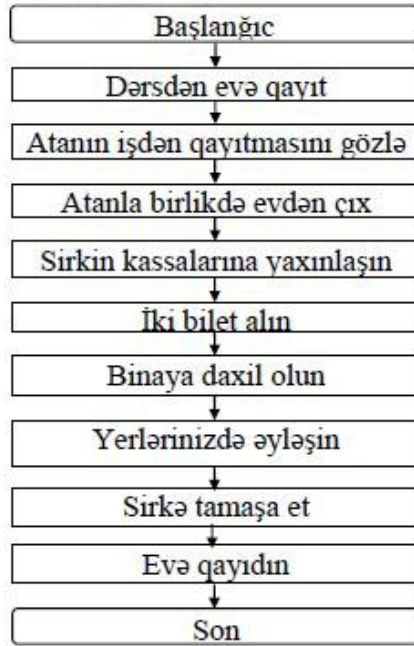 Başlanğıc
Dərsdən evə qayıt
Atanın işdən qayıtmasını gözlə
Atanla birlikdə evdən çıx
Sirkin kassalarına yaxınlaşın
İki bilet alın
Binaya daxil olun
Yerlərinizdə əyləşin
Sirkə tamaşa et
Evə qayıdın
Son